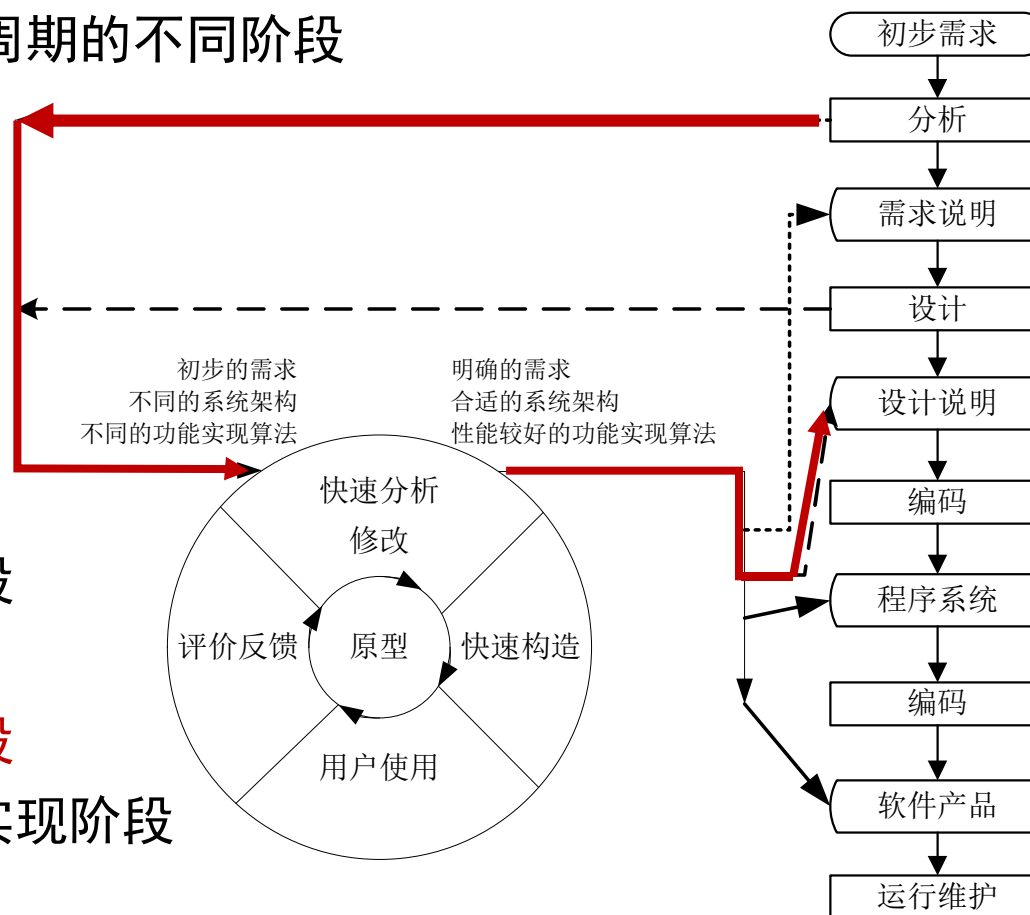 周期的不同阶段
初步需求
分析
需求说明
设计
初步的需求
不同的系统架构
不同的功能实现算法
明确的需求
合适的系统架构
性能较好的功能实现算法
设计说明
快速分析
修改
编码
段
评价反馈
原型
快速构造
程序系统
编码
段
用户使用
实现阶段
软件产品
运行维护